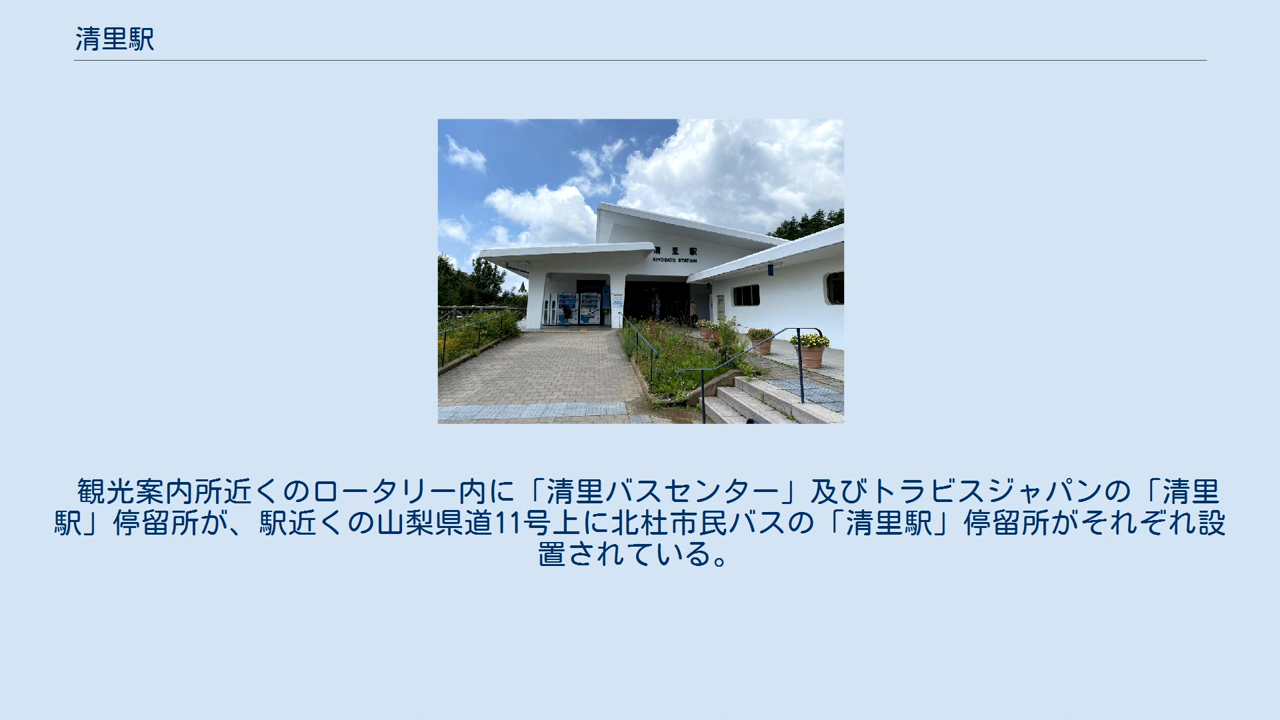 清里駅
清里駅
KIYOSATO STATION
観光案内所近くのロータリー内に「清里バスセンター」及びトラビスジャパンの「清里
駅」停留所が、駅近くの山梨県道11号上に北杜市民バスの「清里駅」停留所がそれぞれ設
置されている。